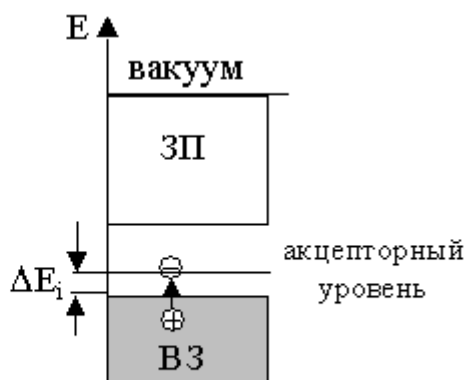 E
вакуум
ЗП
акцепторный
уровень
ΔEi
ВЗ